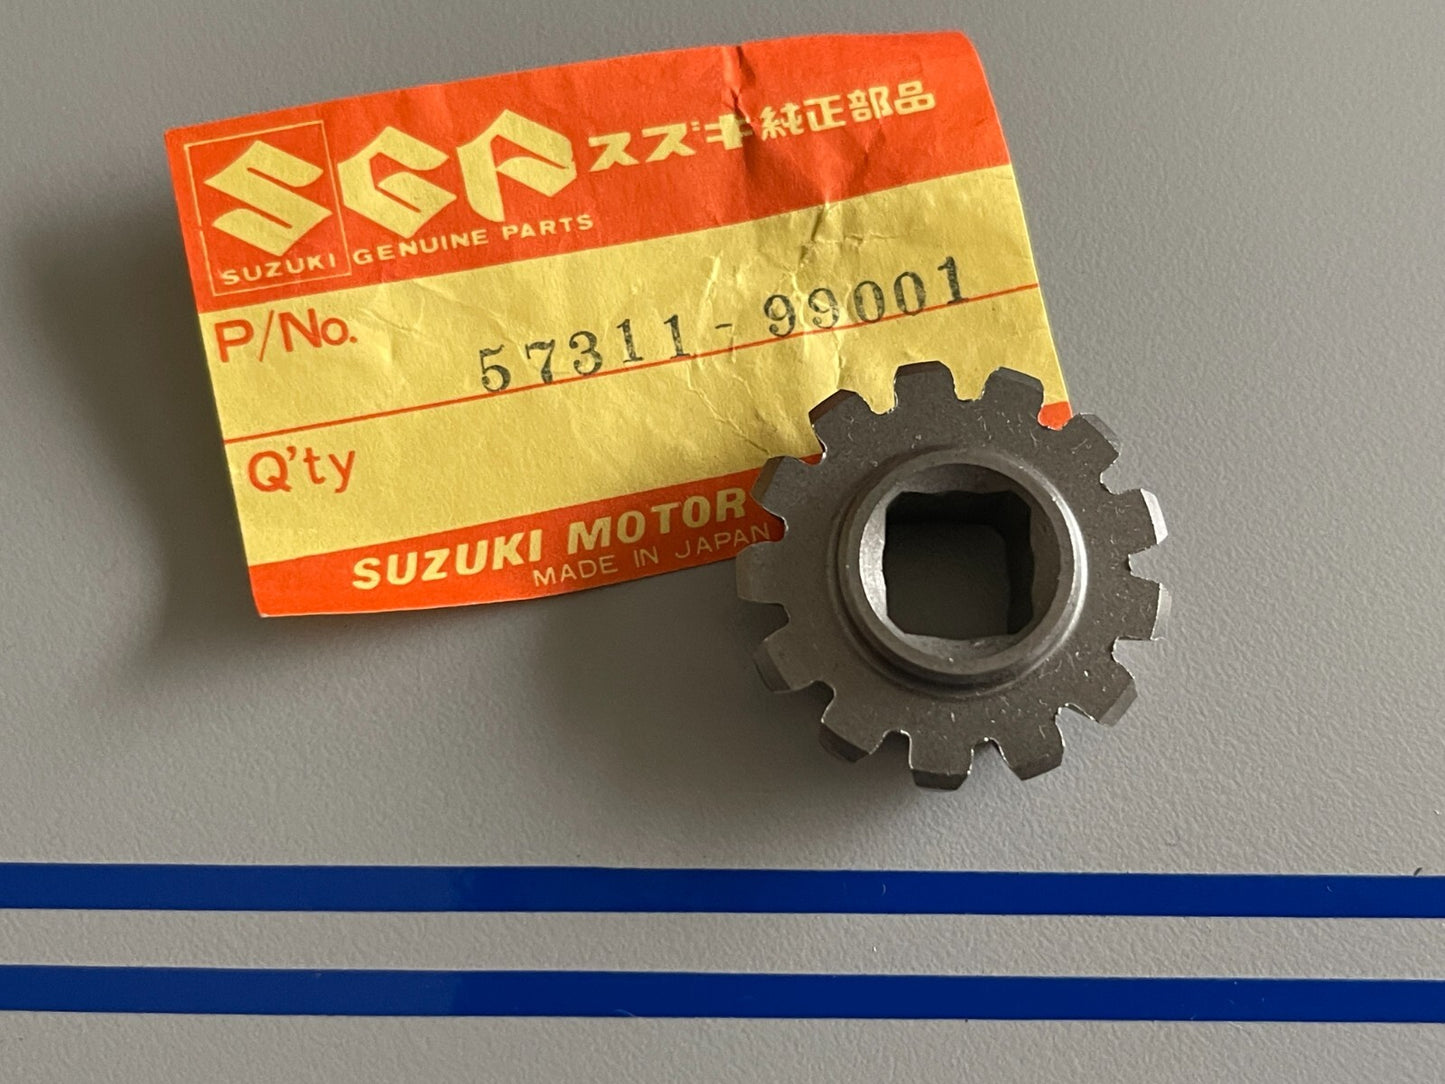 SGP スズキ純正部品
SUZUKI GENUINE PARTS
P/No. 57311-99001
Q'ty
SUZUKI MOTOR
MADE IN JAPAN